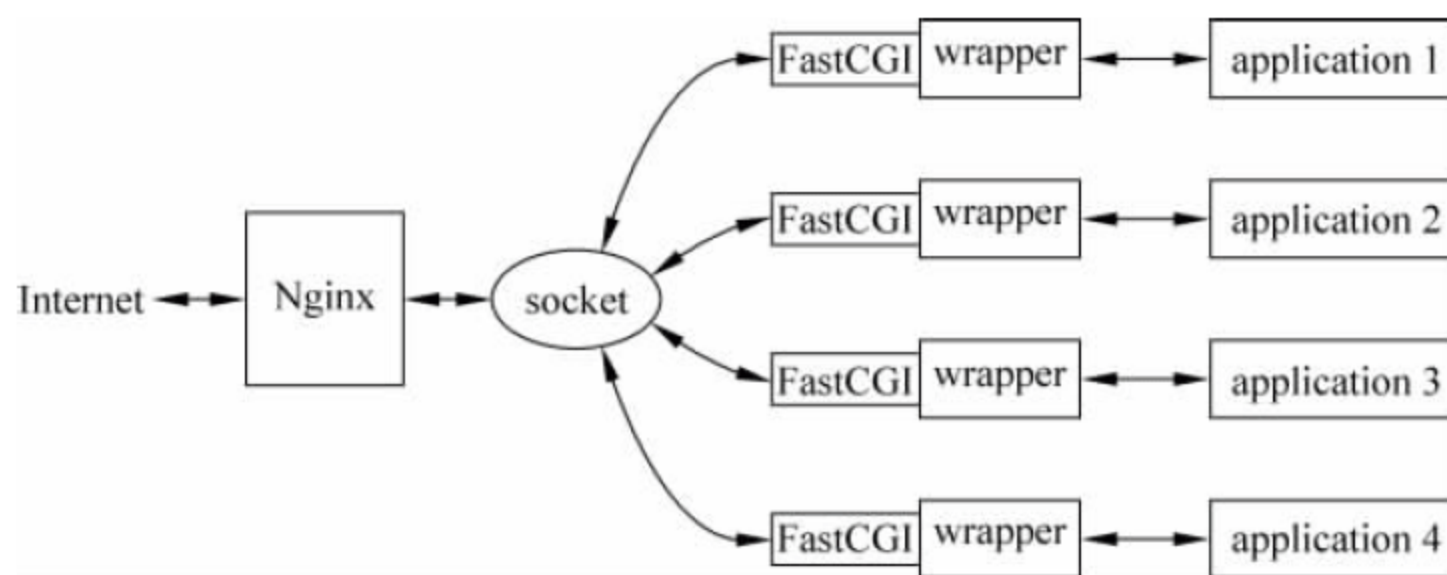 FastCGI wrapper application 1
FastCGI wrapper application 2
Internet Nginx socket
FastCGI wrapper application 3
FastCGI wrapper application 4